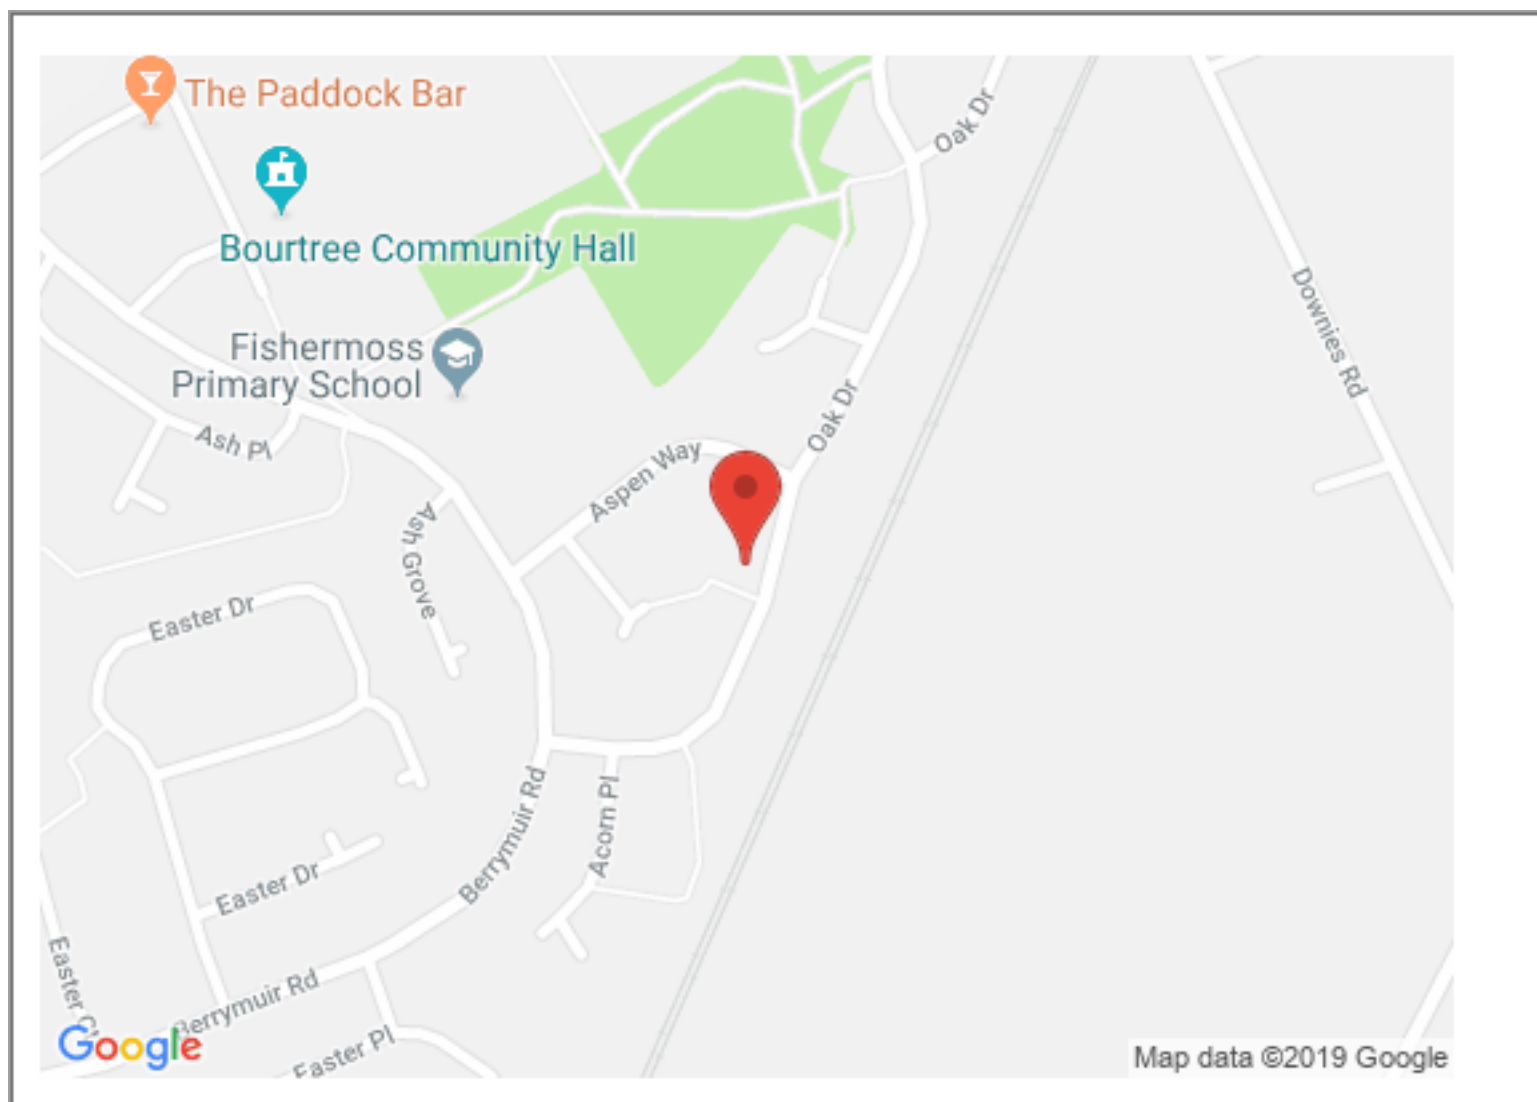 The Paddock Bar
Oak Dr
Bourtree Community Hall
Downies Rd
Fishermoss
Primary School
Oak Dr
Ash Pl
Aspen Way
Ash Grove
Easter Dr
Acorn Pl
Berrymuir Rd
Easter Dr
Easter
Berrymuir Rd
Google
Easter Pl
Map data ©2019 Google